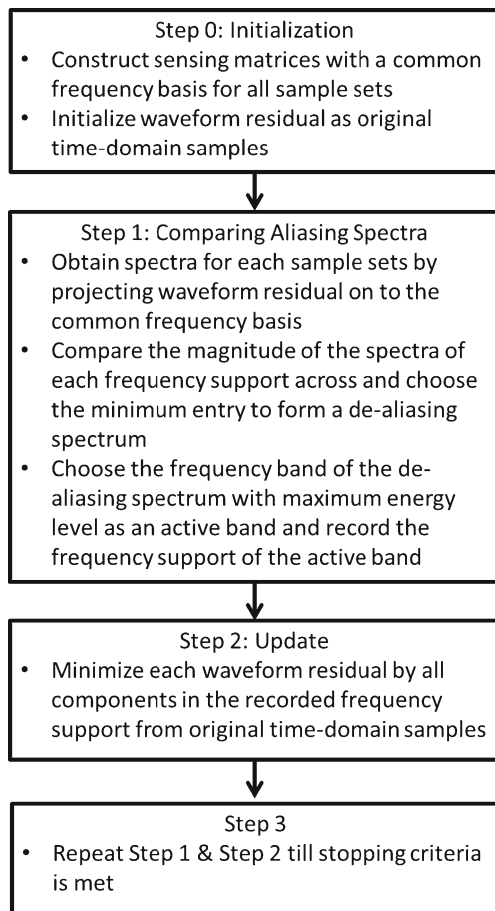 Step 0: Initialization
• Construct sensing matrices with a common
frequency basis for all sample sets
• Initialize waveform residual as original
time-domain samples
Step 1: Comparing Aliasing Spectra
• Obtain spectra for each sample sets by
projecting waveform residual on to the
common frequency basis
• Compare the magnitude of the spectra of
each frequency support across and choose
the minimum entry to form a de-aliasing
spectrum
• Choose the frequency band of the de-
aliasing spectrum with maximum energy
level as an active band and record the
frequency support of the active band
Step 2: Update
• Minimize each waveform residual by all
components in the recorded frequency
support from original time-domain samples
Step 3
• Repeat Step 1 & Step 2 till stopping criteria
is met